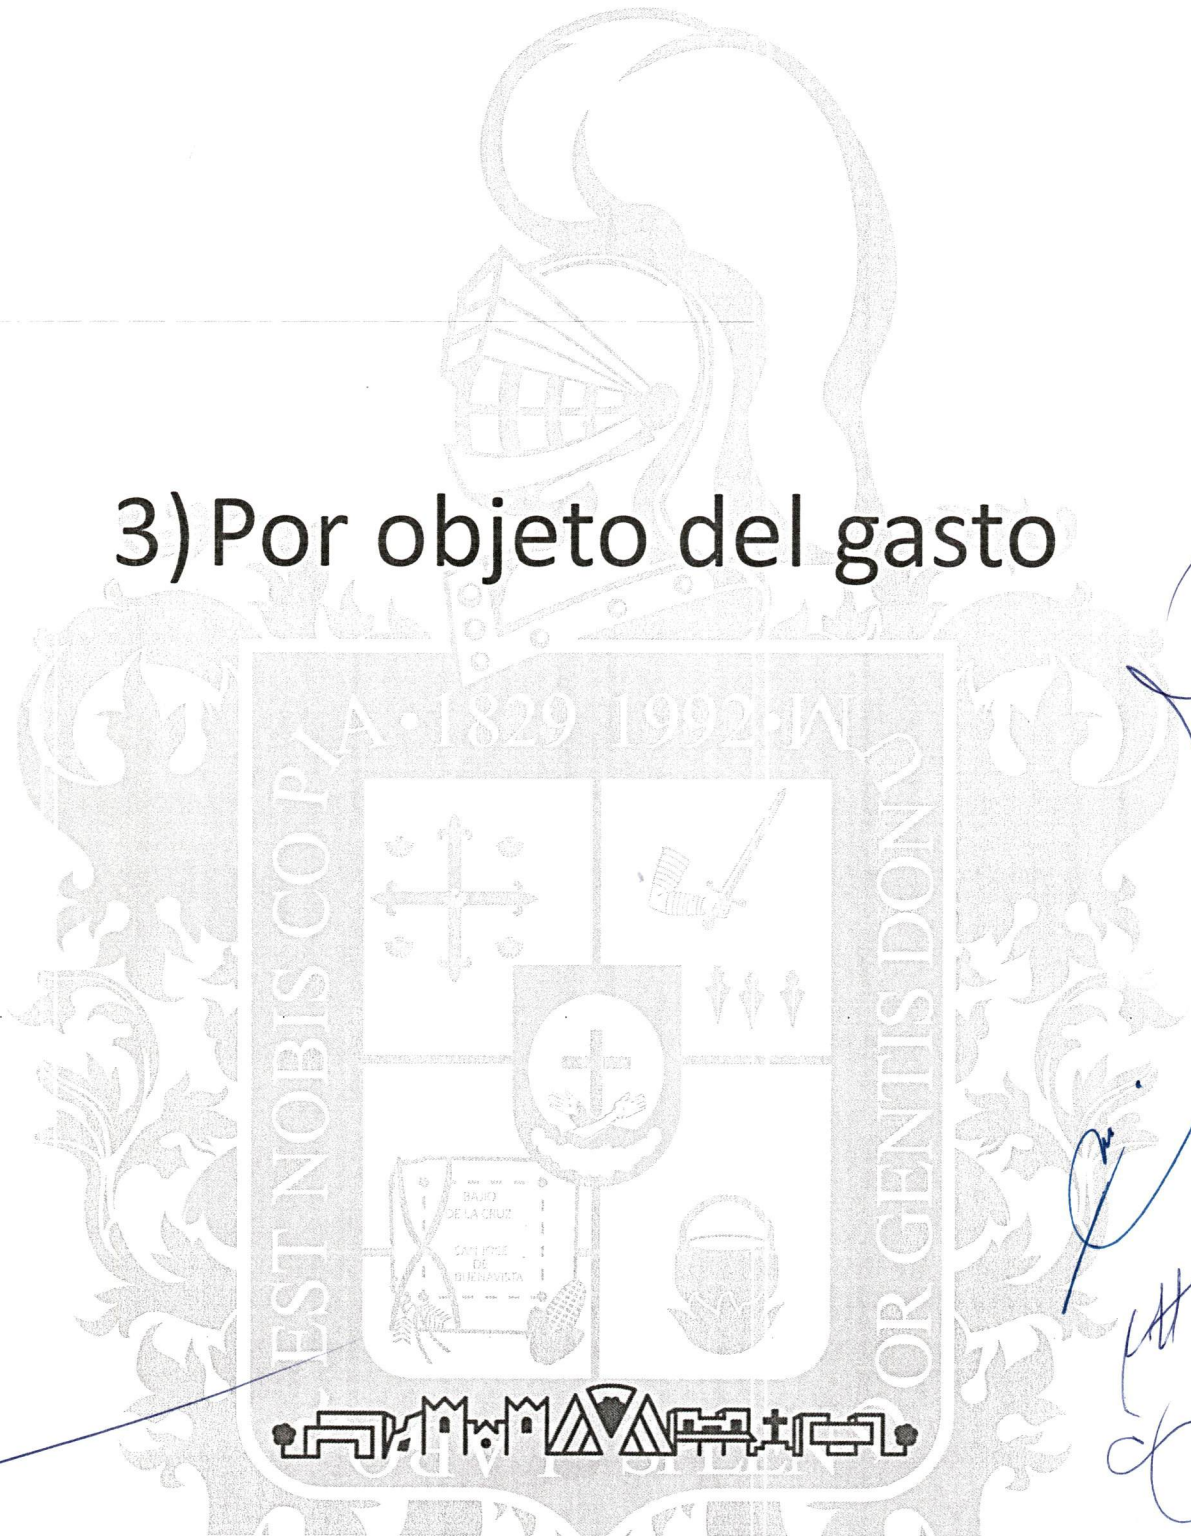 3) Por objeto del gasto
PIA • 1829 1992 •
EST NOBIS CO
OR GENTIS DON
BAJIO
DE LA CRUZ
SAN JOSE
DE
BUENAVISTA